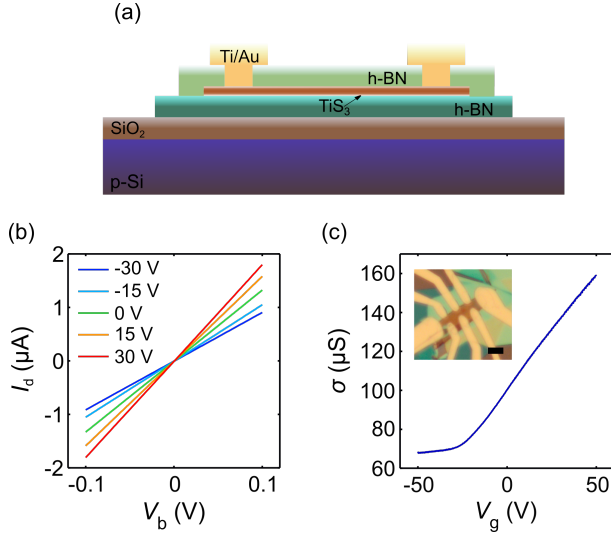 (a)
Ti/Au
h-BN
TiS3
h-BN
SiO2
p-Si
(b)
2
1
0
-1
-2
-30 V
-15 V
0 V
15 V
30 V
Id (μA)
-0.1
0
0.1
Vb (V)
(c)
160
140
120
100
80
60
σ (μS)
-50
0
50
Vg (V)